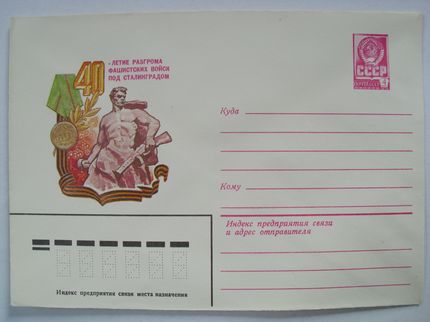 40
-ЛЕТИЕ РАЗГРОМА
ФАШИСТСКИХ ВОЙСК
ПОД СТАЛИНГРАДОМ
СССР
Куда
Кому
Индекс предприятия связи
и адрес отправителя
Индекс предприятия связи места назначения